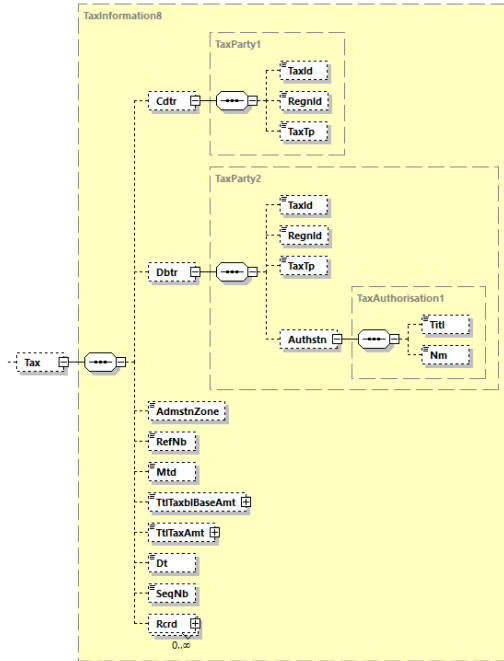 TaxInformation8
TaxParty1
TaxId
Cdtr
RegnId
TaxTp
TaxParty2
TaxId
RegnId
Dbtr
TaxTp
TaxAuthorisation1
Titl
Authstn
Nm
Tax
AdmstnZone
RefNb
Mtd
TtlTaxblBaseAmt
TtlTaxAmt
Dt
SeqNb
Rcrd
0..∞